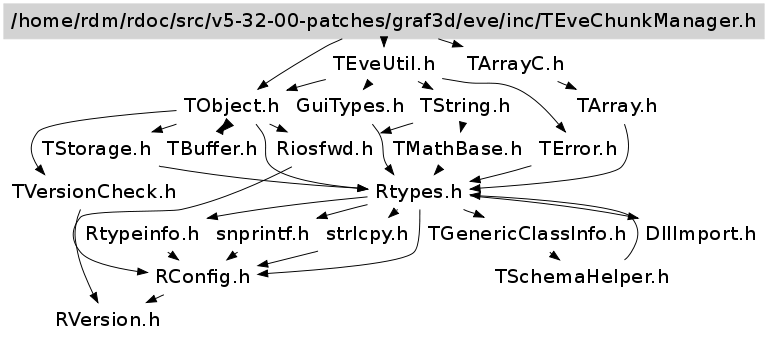 /home/rdm/rdoc/src/v5-32-00-patches/graf3d/eve/inc/TEveChunkManager.h
TEveUtil.h TArrayC.h
TObject.h GuiTypes.h TString.h TArray.h
TStorage.h TBuffer.h Riosfwd.h TMathBase.h TError.h
TVersionCheck.h Rtypes.h
Rtypeinfo.h snprintf.h strlcpy.h TGenericClassInfo.h DllImport.h
RConfig.h TSchemaHelper.h
RVersion.h